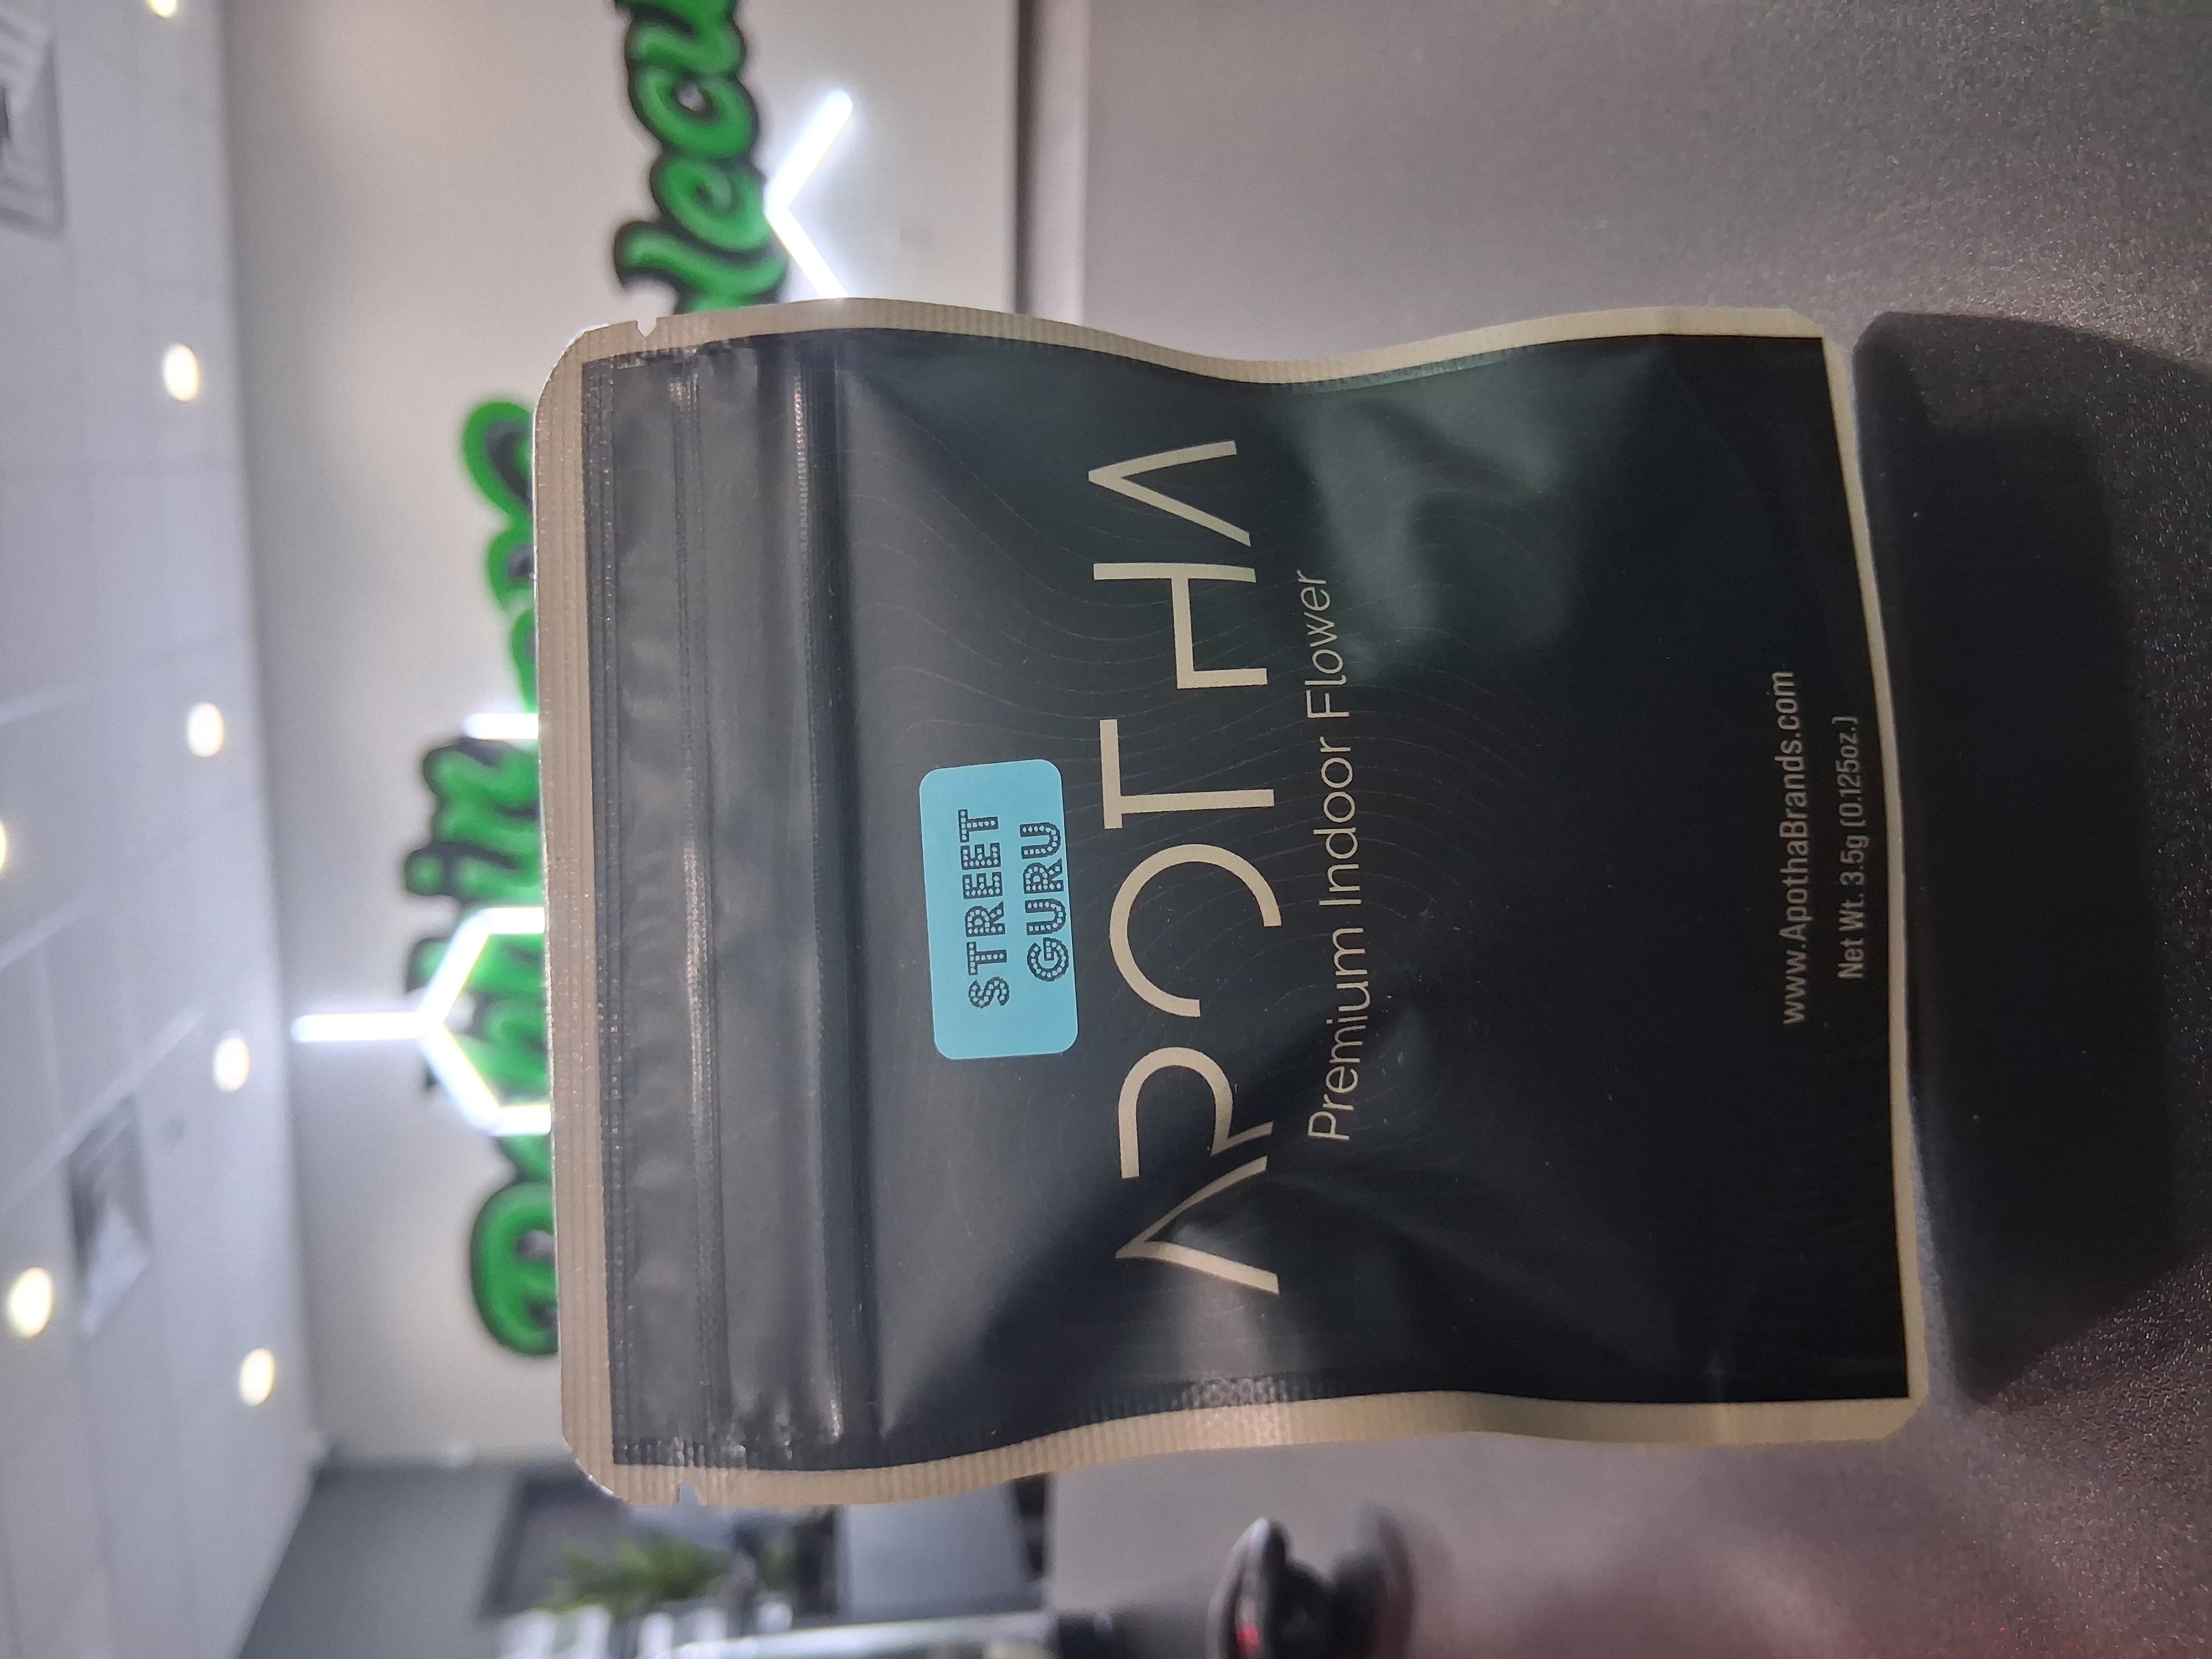 STREET
GURU
APOTHA
Premium Indoor Flower
www.ApothaBrands.com
Net Wt. 3.5g (0.125oz.)